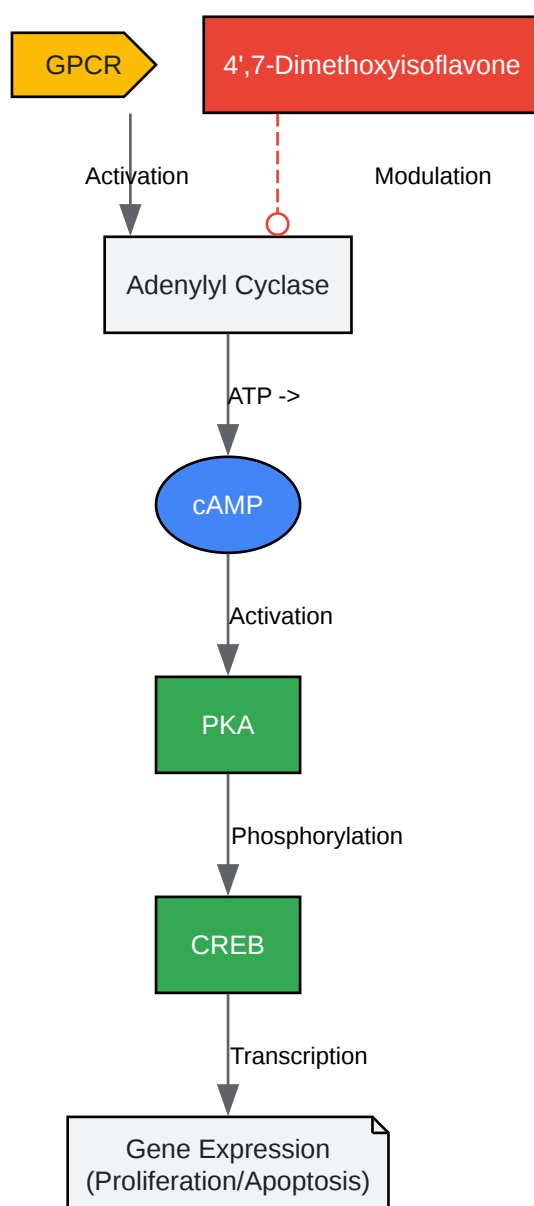 GPCR
4',7-Dimethoxyisoflavone
Activation
Modulation
Adenylyl Cyclase
ATP ->
cAMP
Activation
PKA
Phosphorylation
CREB
Transcription
Gene Expression
(Proliferation/Apoptosis)